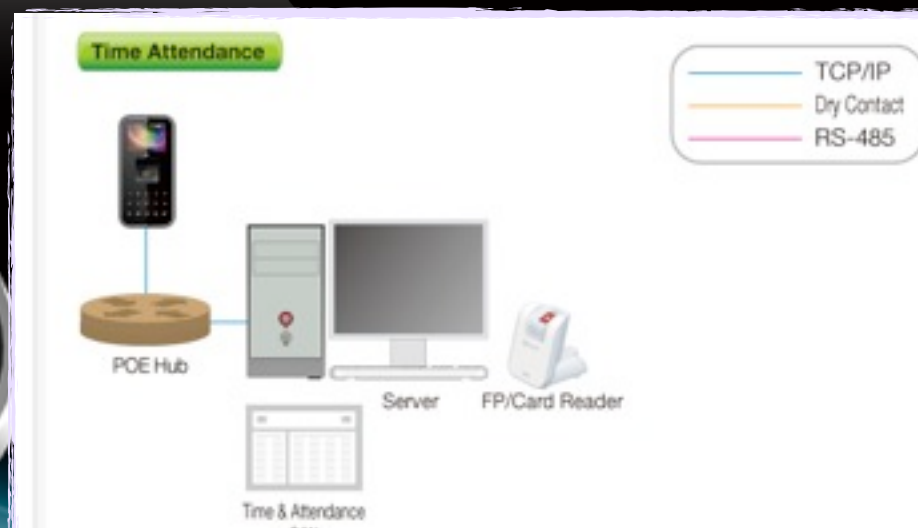 Time Attendance
TCP/IP
Dry Contact
RS-485
POE Hub
Server
FP/Card Reader
Time & Attendance